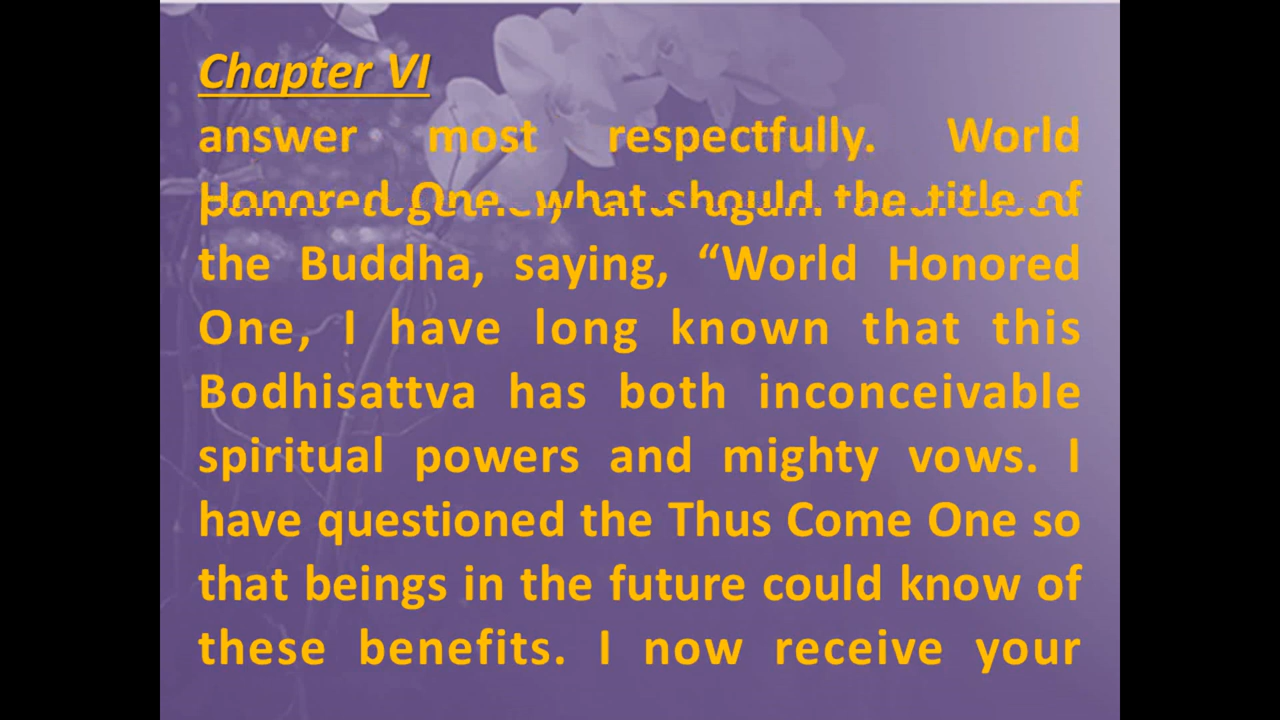 Chapter VI
answer most respectfully. World
Honored One, what should the title of
the Buddha, saying, “World Honored
One, I have long known that this
Bodhisattva has both inconceivable
spiritual powers and mighty vows. I
have questioned the Thus Come One so
that beings in the future could know of
these benefits. I now receive your